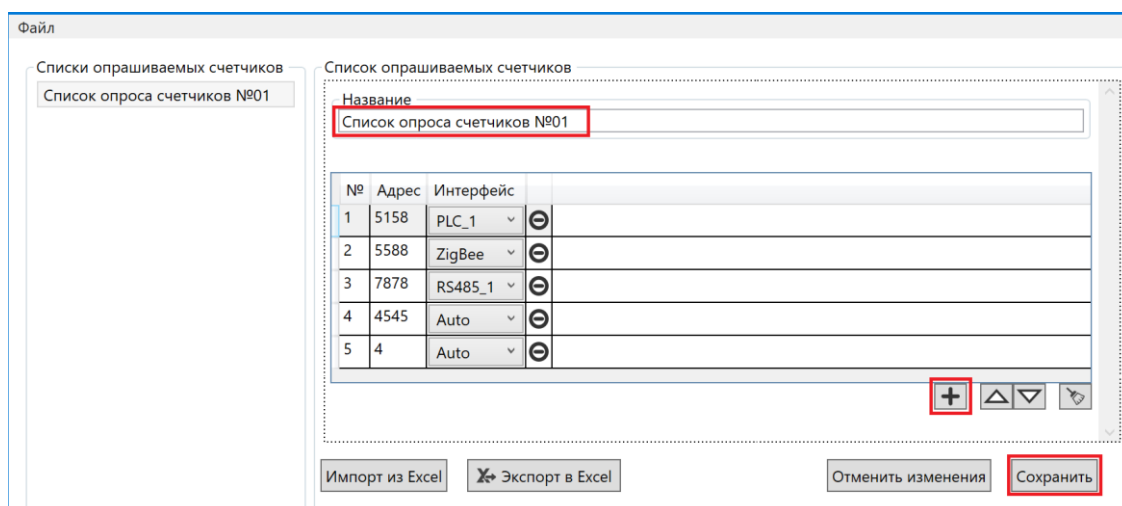 Файл
Списки опрашиваемых счетчиков
Список опроса счетчиков №01
Список опрашиваемых счетчиков
Название
Список опроса счетчиков №01
№ Адрес Интерфейс
1 5158 PLC_1
2 5588 ZigBee
3 7878 RS485_1
4 4545 Auto
5 4 Auto
Импорт из Excel Экспорт в Excel Отменить изменения Сохранить